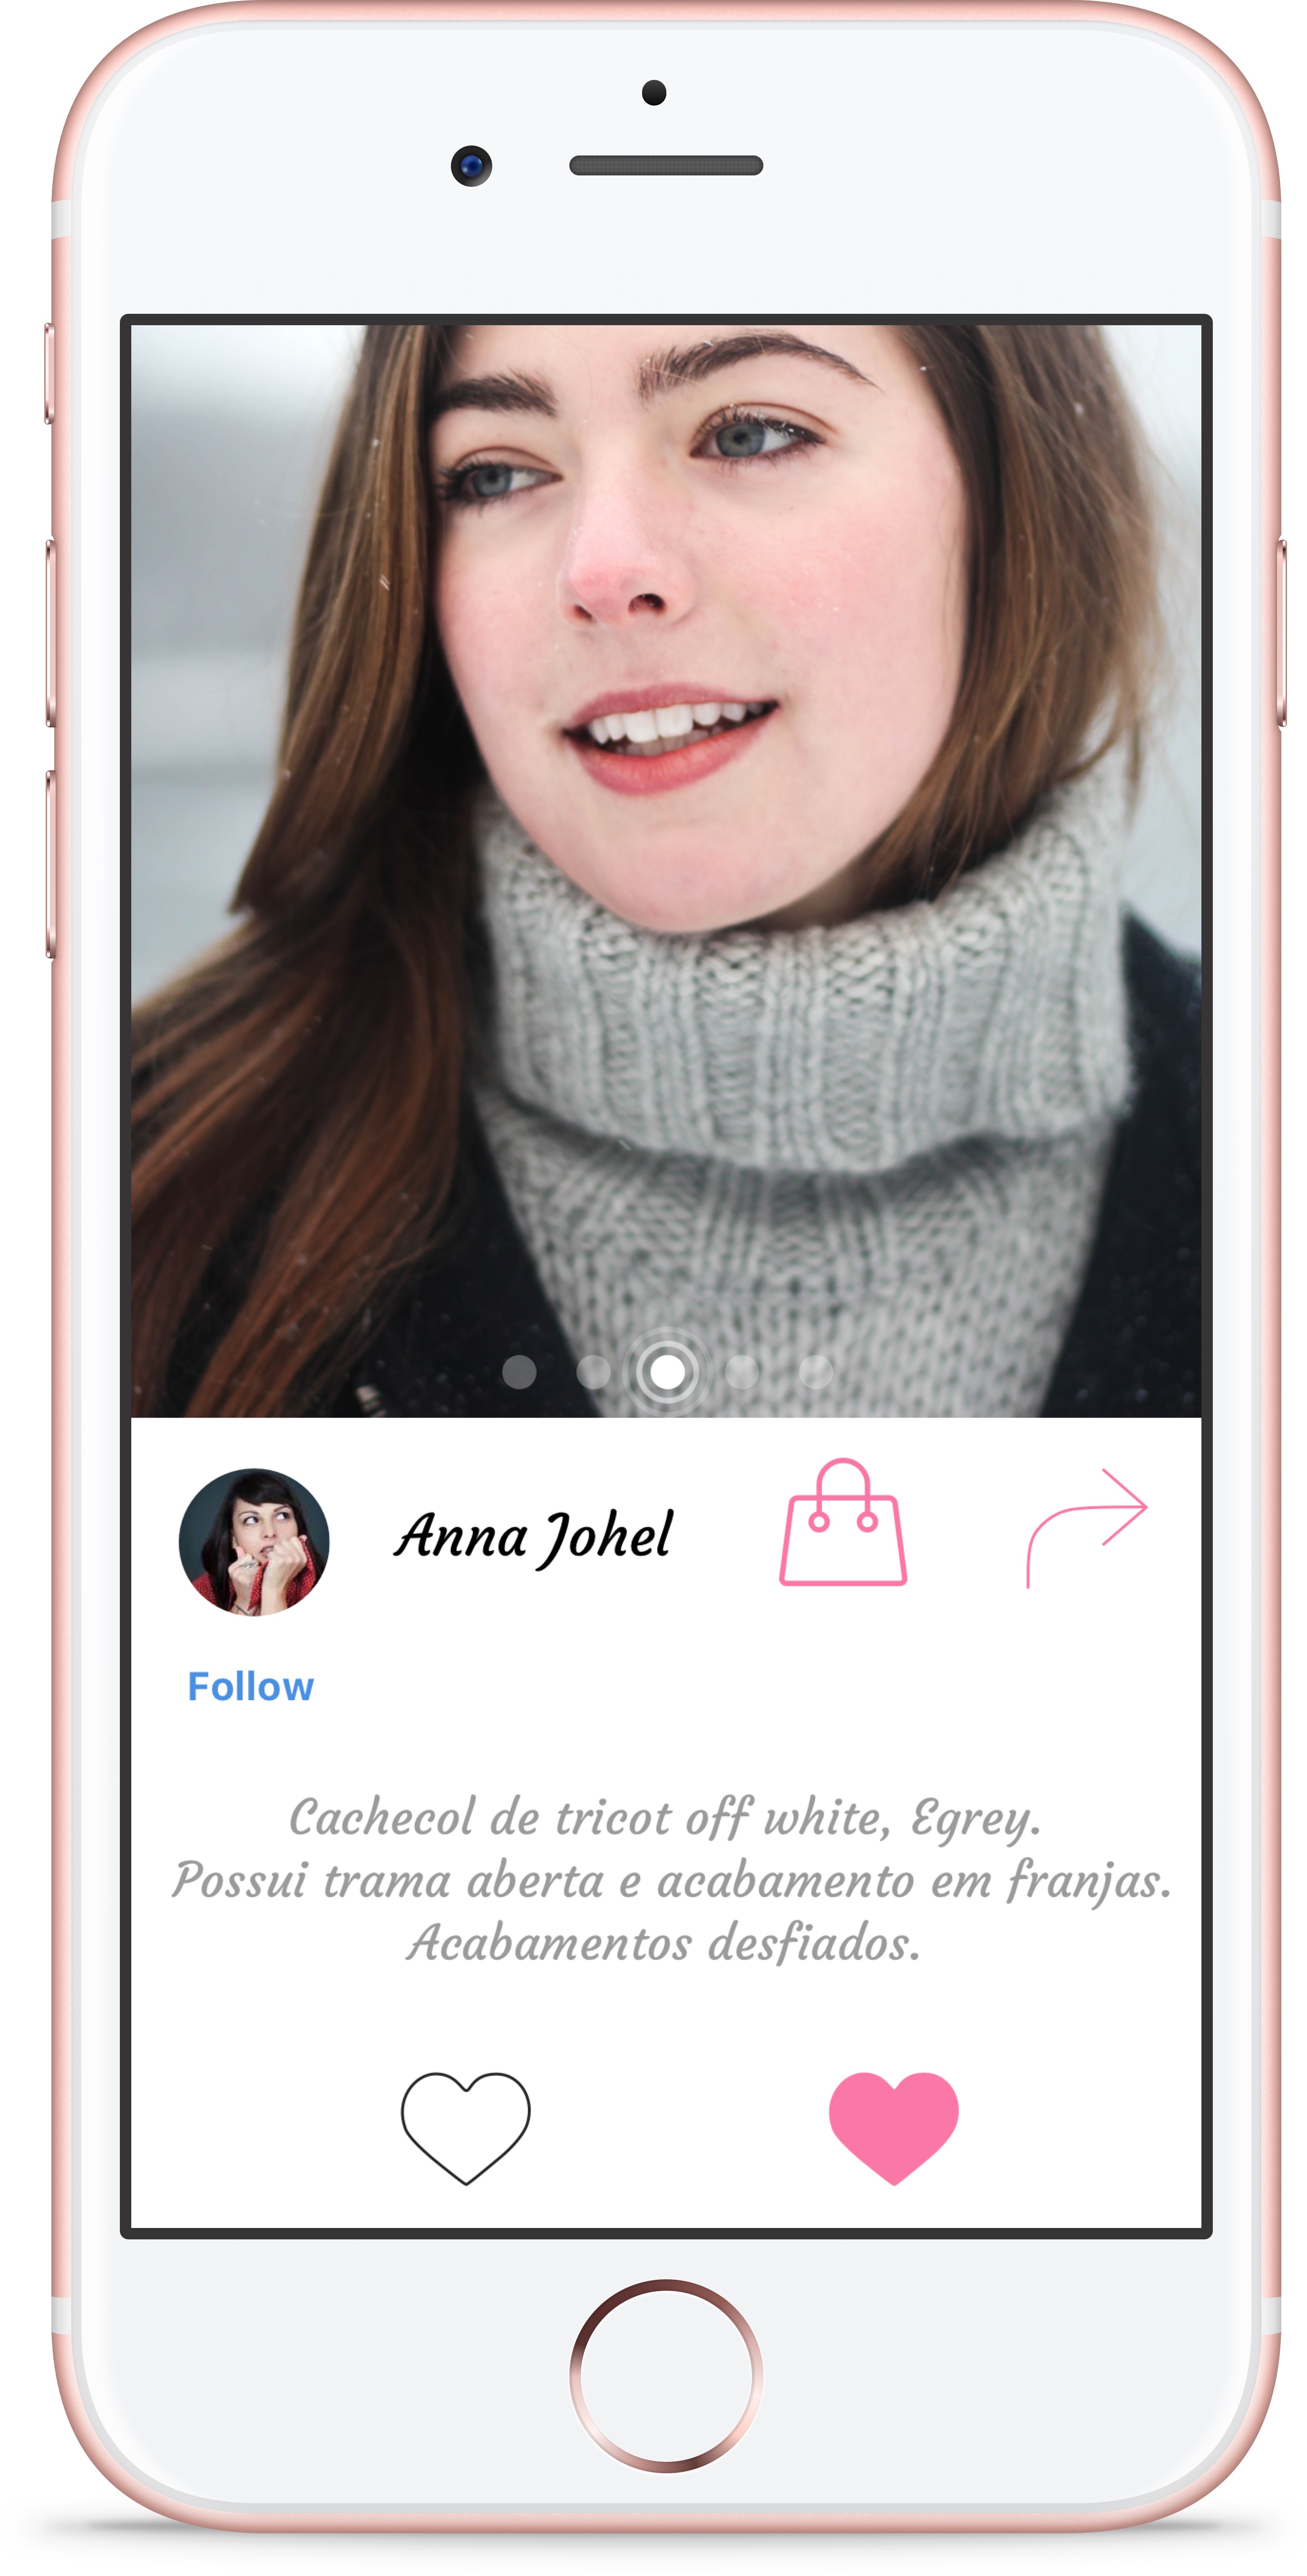 Anna Johel
Follow
Cachecol de tricot off white, Egrey.
Possui trama aberta e acabamento em franjas.
Acabamentos desfiados.